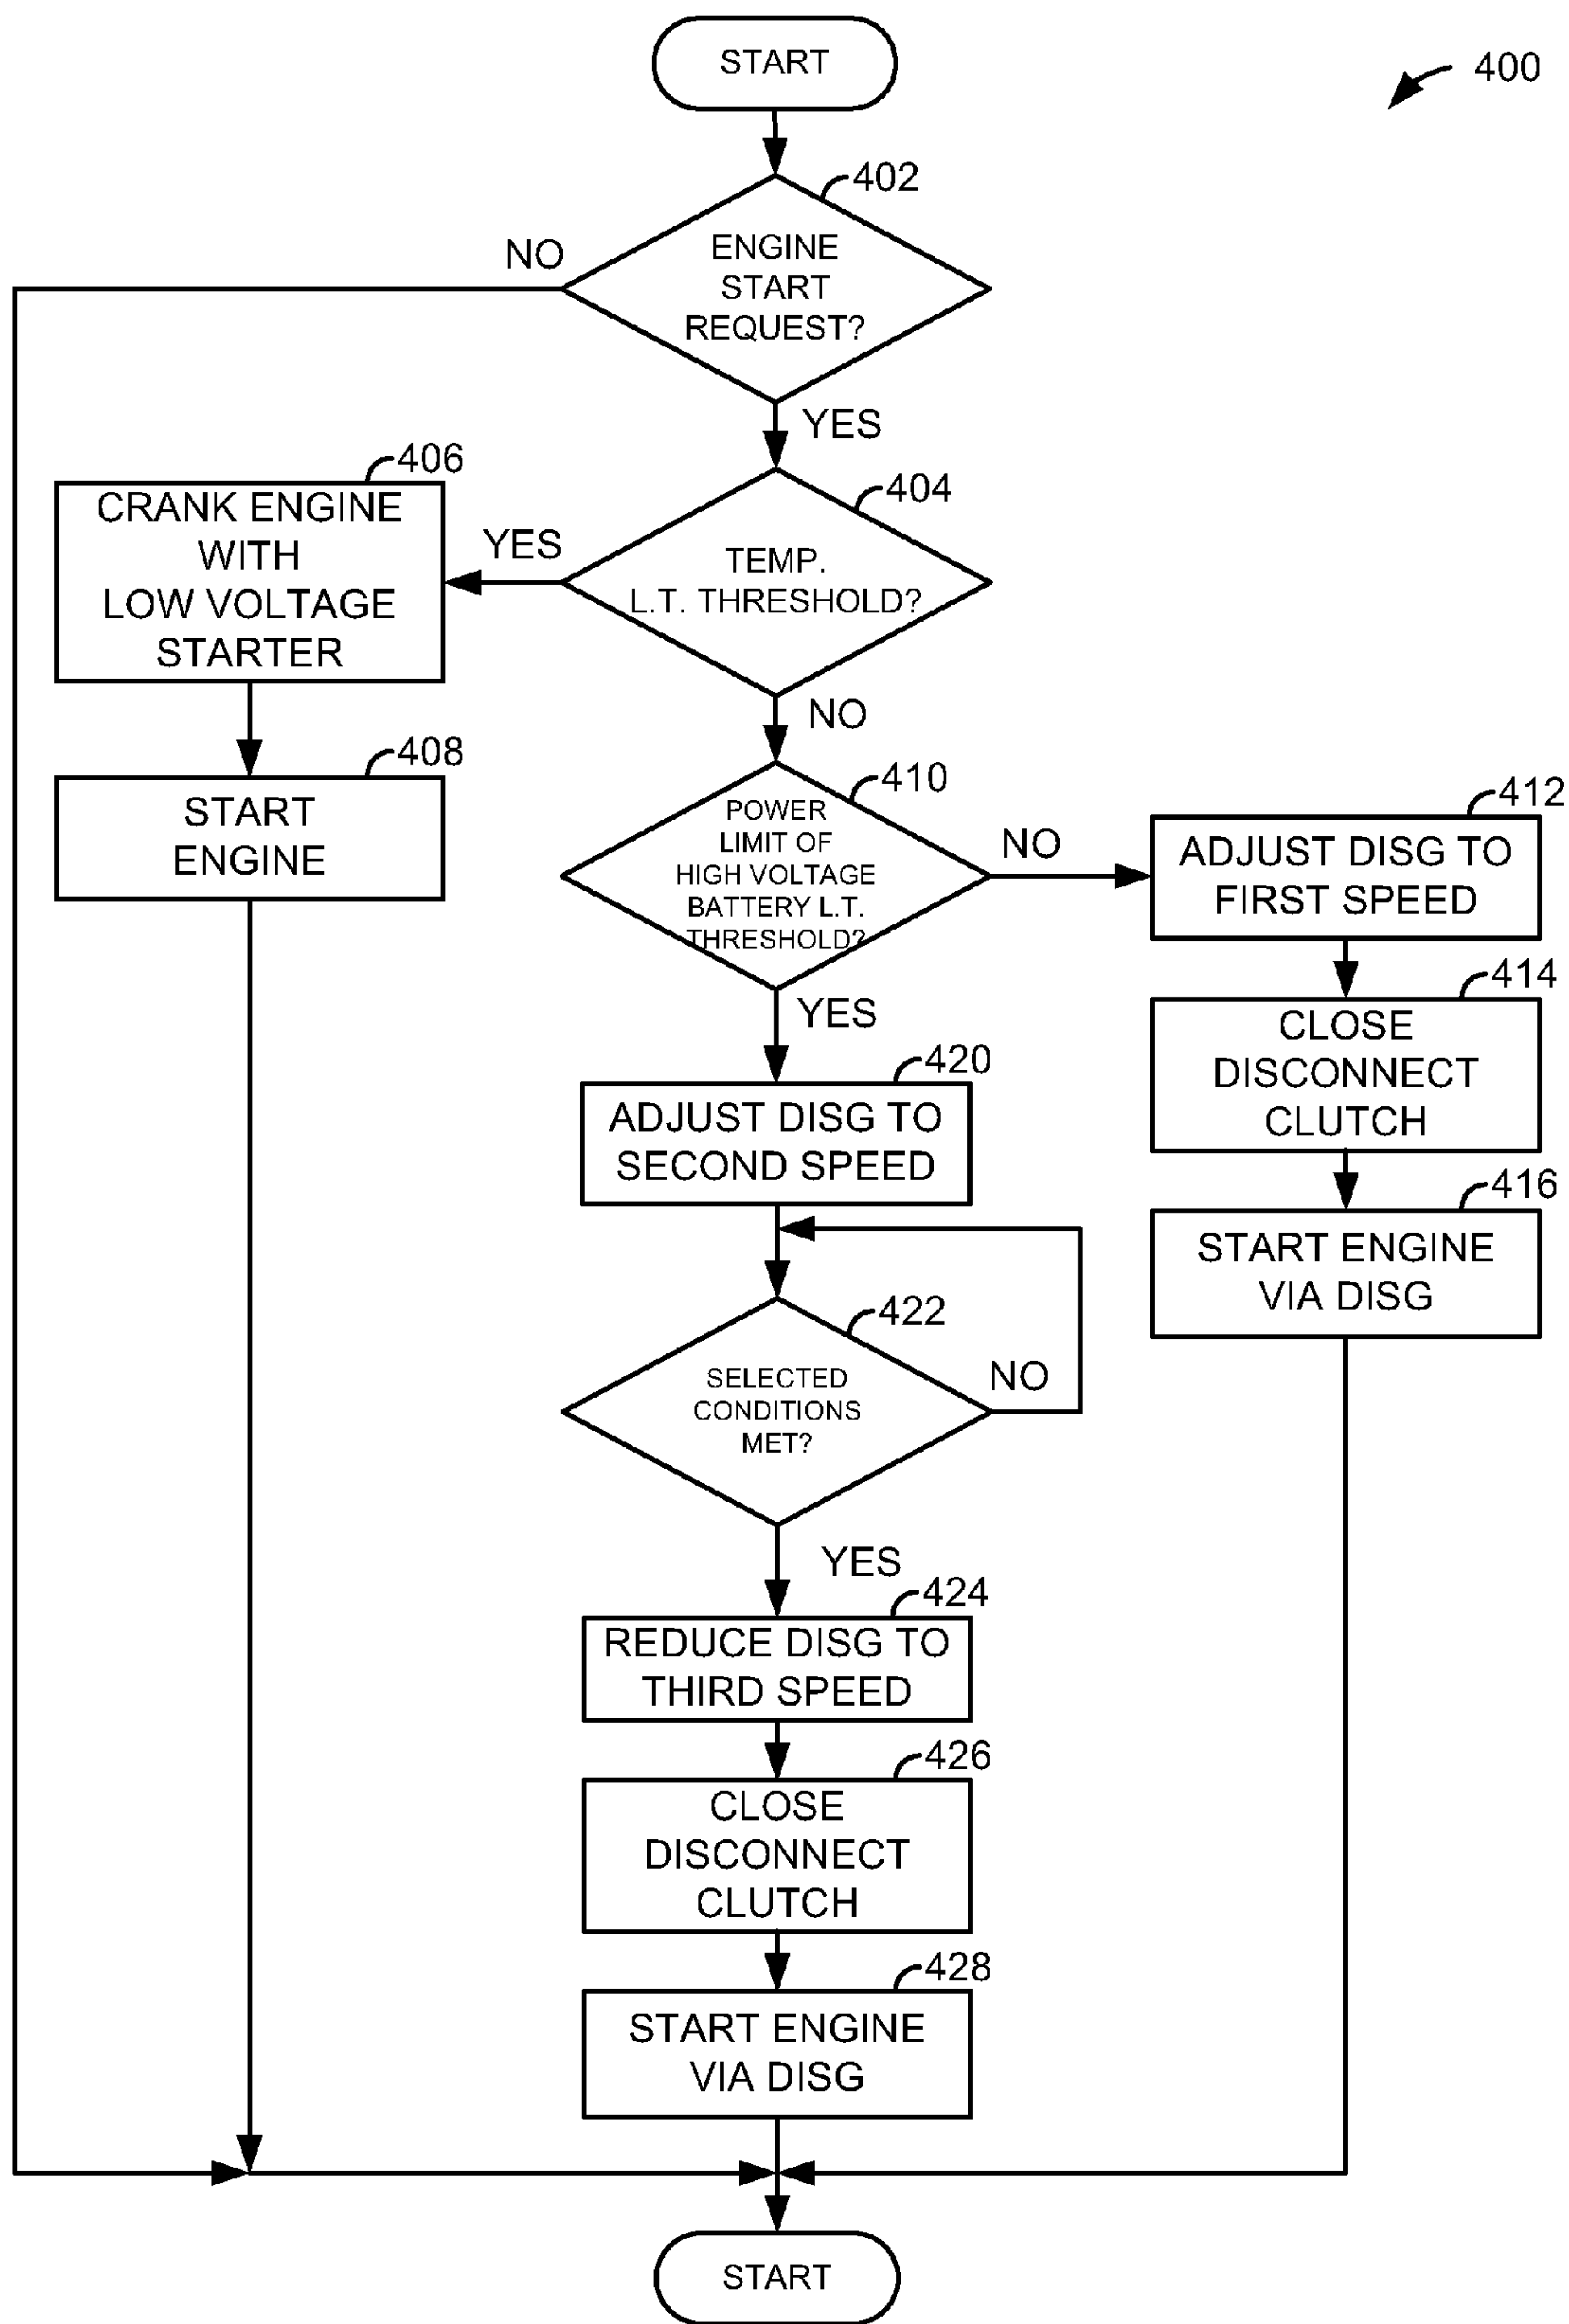 START
400
402
NO
ENGINE
START
REQUEST?
YES
406
CRANK ENGINE
WITH
LOW VOLTAGE
STARTER
YES
404
TEMP.
L.T. THRESHOLD?
NO
408
START
ENGINE
410
POWER
LIMIT OF
HIGH VOLTAGE
BATTERY L.T.
THRESHOLD?
NO
412
ADJUST DISG TO
FIRST SPEED
YES
414
CLOSE
DISCONNECT
CLUTCH
420
ADJUST DISG TO
SECOND SPEED
416
START ENGINE
VIA DISG
422
SELECTED
CONDITIONS
MET?
NO
YES
424
REDUCE DISG TO
THIRD SPEED
426
CLOSE
DISCONNECT
CLUTCH
428
START ENGINE
VIA DISG
START